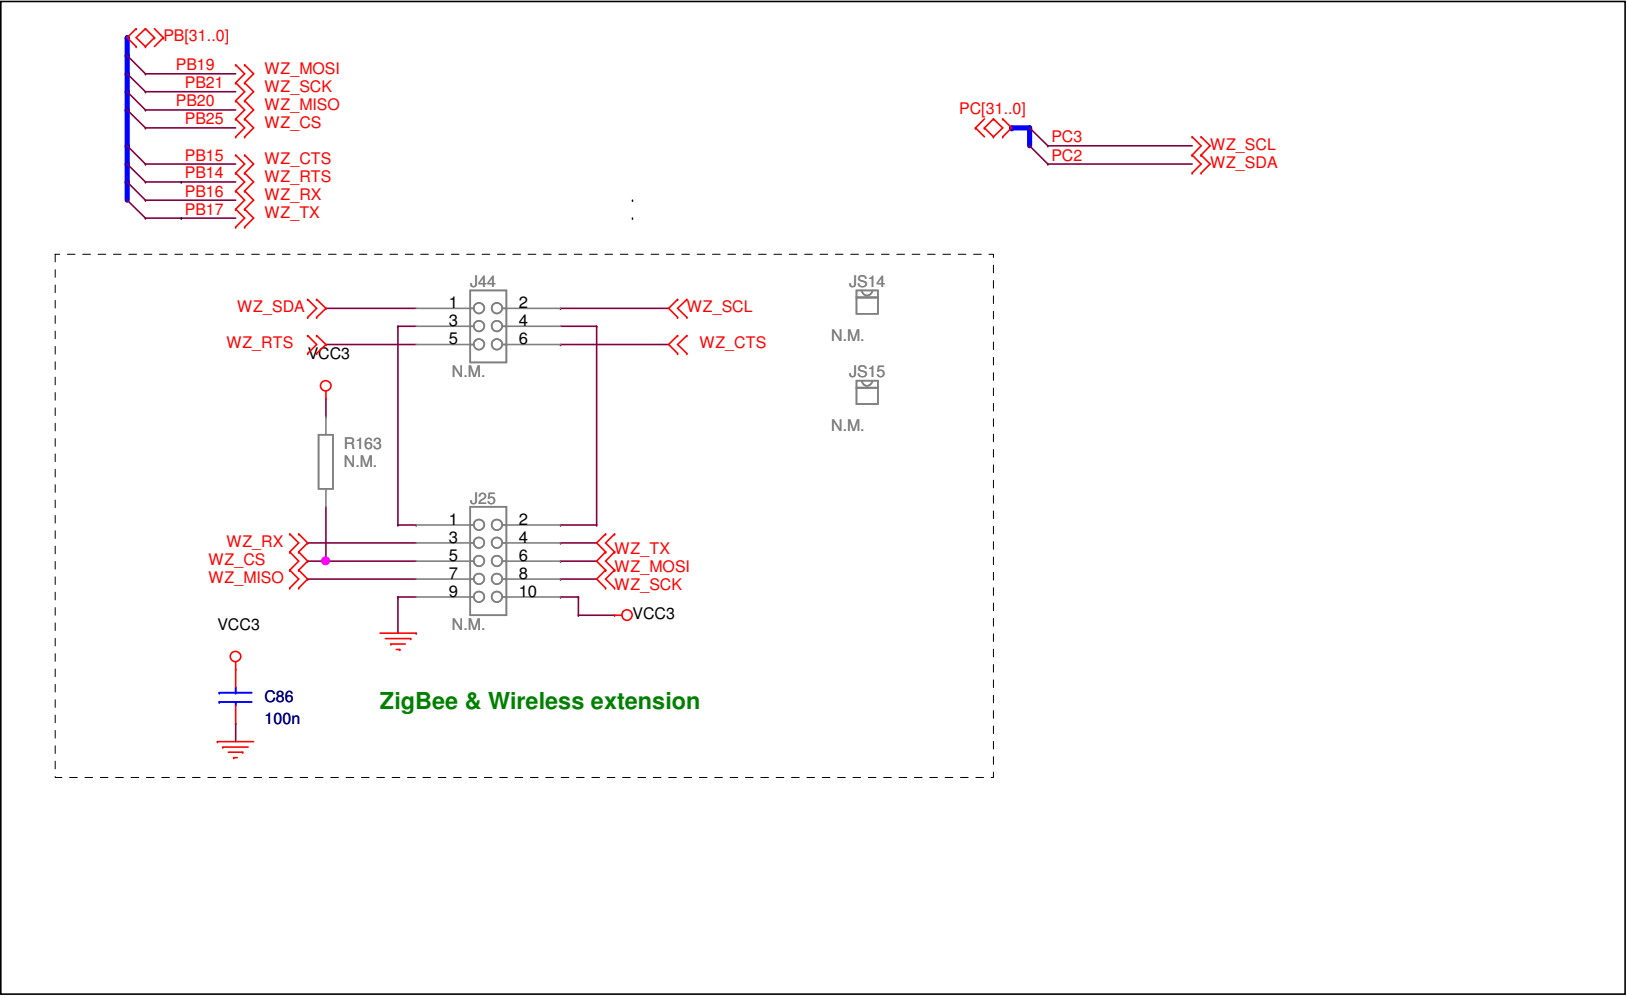 PB[31..0]
PB19 WZ_MOSI
PB21 WZ_SCK
PB20 WZ_MISO
PB25 WZ_CS
PB15 WZ_CTS
PB14 WZ_RTS
PB16 WZ_RX
PB17 WZ_TX
PC[31..0]
PC3 WZ_SCL
PC2 WZ_SDA
J44
WZ_SDA 1 2 WZ_SCL
3 4
WZ_RTS 5 6 WZ_CTS
VCC3
N.M.
JS14
N.M.
JS15
N.M.
R163
N.M.
J25
1 2
WZ_RX 3 4 WZ_TX
WZ_CS 5 6 WZ_MOSI
WZ_MISO 7 8 WZ_SCK
9 10
VCC3
N.M.
VCC3
C86
100n
ZigBee & Wireless extension